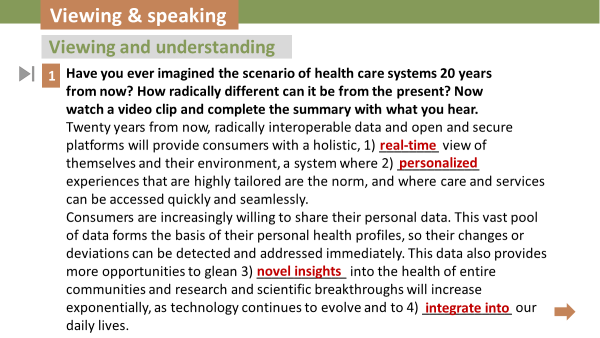 Viewing & speaking
Viewing and understanding
1 Have you ever imagined the scenario of health care systems 20 years
from now? How radically different can it be from the present? Now
watch a video clip and complete the summary with what you hear.
Twenty years from now, radically interoperable data and open and secure
platforms will provide consumers with a holistic, 1) real-time view of
themselves and their environment, a system where 2) personalized
experiences that are highly tailored are the norm, and where care and services
can be accessed quickly and seamlessly.
Consumers are increasingly willing to share their personal data. This vast pool
of data forms the basis of their personal health profiles, so their changes or
deviations can be detected and addressed immediately. This data also provides
more opportunities to glean 3) novel insights into the health of entire
communities and research and scientific breakthroughs will increase
exponentially, as technology continues to evolve and to 4) integrate into our
daily lives.